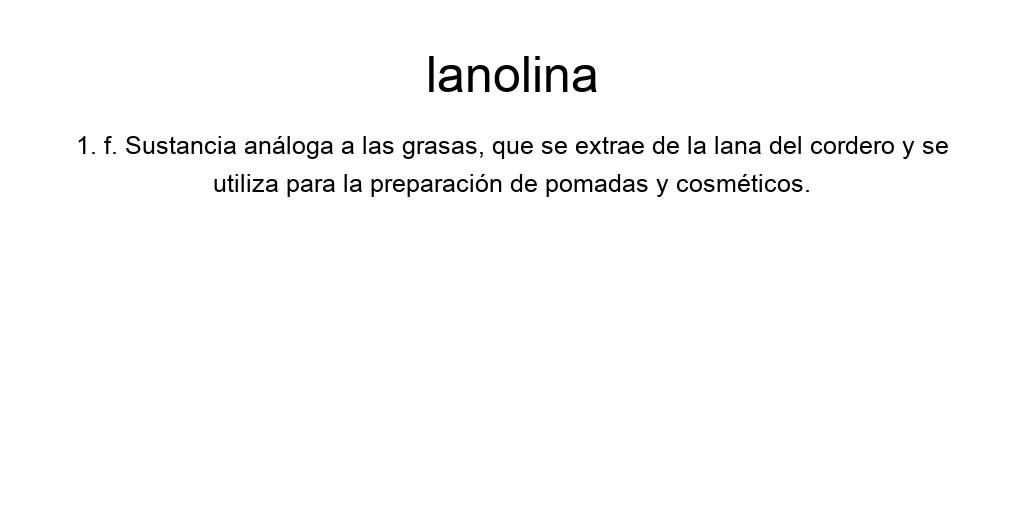 lanolina
1. f. Sustancia análoga a las grasas, que se extrae de la lana del cordero y se
utiliza para la preparación de pomadas y cosméticos.